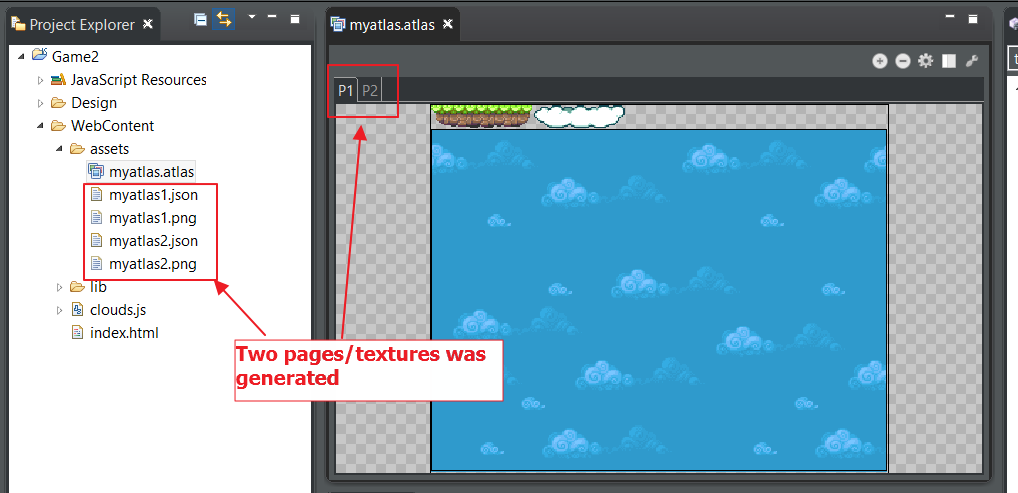 Project Explorer
myatlas.atlas
Game2
JavaScript Resources
Design
WebContent
assets
myatlas.atlas
myatlas1.json
myatlas1.png
myatlas2.json
myatlas2.png
lib
clouds.js
index.html
P1 P2
Two pages/textures was
generated